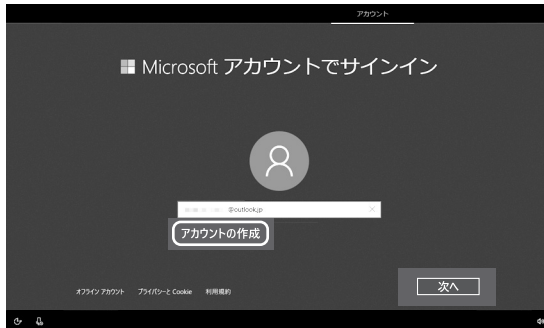 アカウント
Microsoft アカウントでサインイン
@outlook.jp
アカウントの作成
オフライン アカウント プライバシーと Cookie 利用規約
次へ